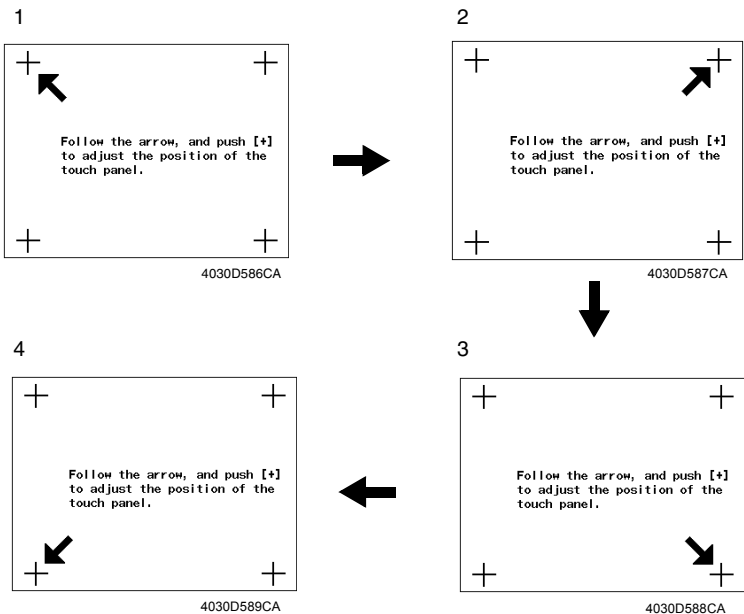 1
Follow the arrow, and push [+]
to adjust the position of the
touch panel.
4030D586CA
2
Follow the arrow, and push [+]
to adjust the position of the
touch panel.
4030D587CA
3
Follow the arrow, and push [+]
to adjust the position of the
touch panel.
4030D588CA
4
Follow the arrow, and push [+]
to adjust the position of the
touch panel.
4030D589CA